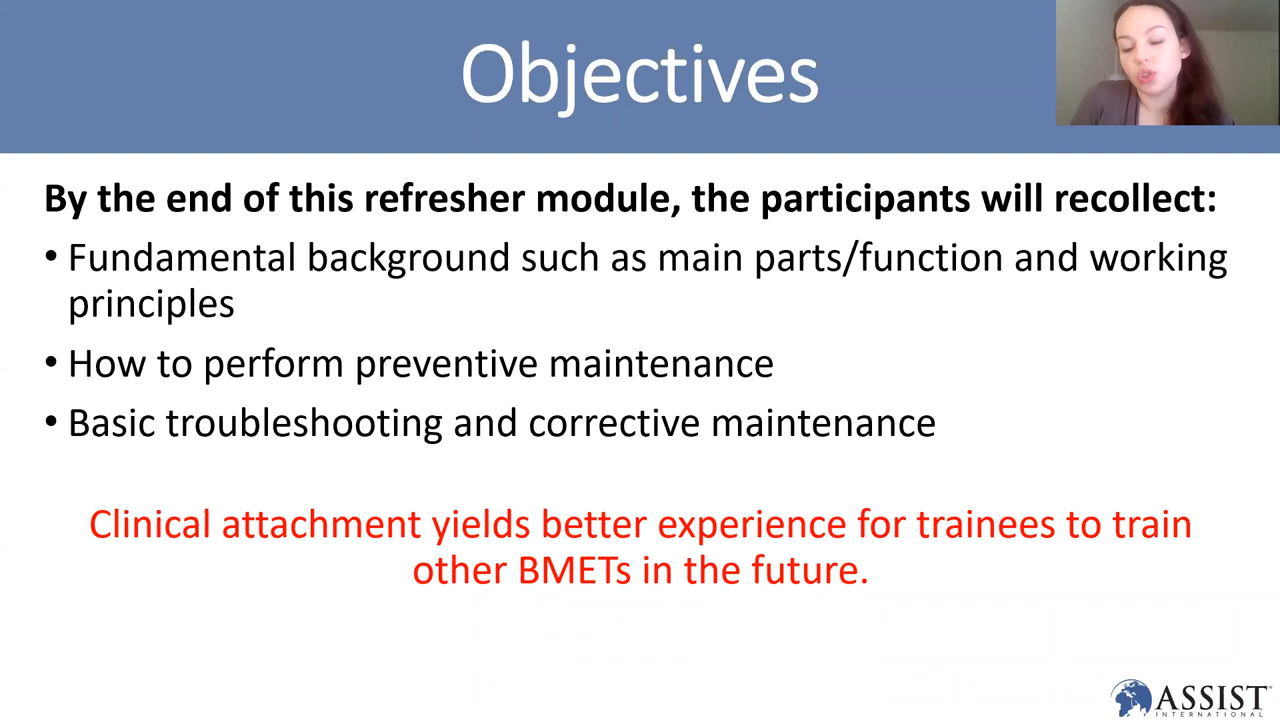 Objectives
By the end of this refresher module, the participants will recollect:
• Fundamental background such as main parts/function and working
principles
• How to perform preventive maintenance
• Basic troubleshooting and corrective maintenance
Clinical attachment yields better experience for trainees to train
other BMETs in the future.
ASSIST
INTERNATIONAL